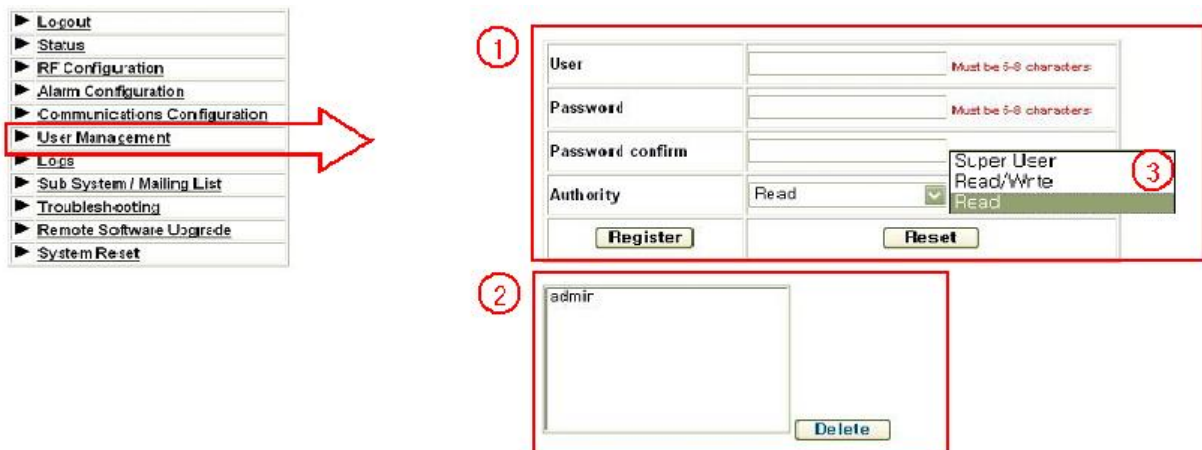 Logout
Status
RF Configuration
Alarm Configuration
Communications Configuration
User Management
Logs
Sub System / Mailing List
Troubleshooting
Remote Software Upgrade
System Reset
1
User
Must be 5-8 characters
Password
Must be 5-8 characters
Password confirm
Authority
Read
Super User
Read/Write
Read
3
Register
Reset
2
admin
Delete